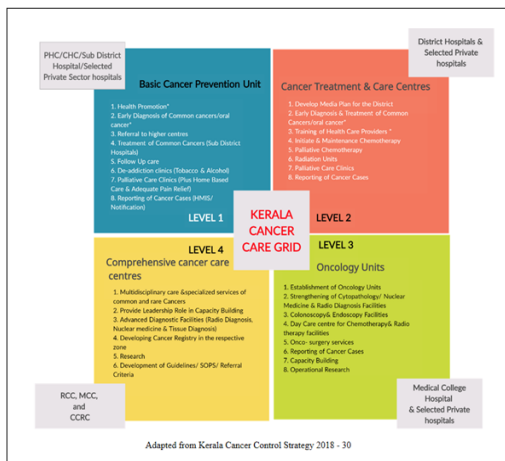 PHC/CHC/Sub District
Hospital/Selected
Private Sector hospitals
District Hospitals &
Selected Private
hospitals
Basic Cancer Prevention Unit
1. Health Promotion*
2. Early Diagnosis of Common cancers/oral
cancer*
3. Referral to higher centres
4. Treatment of Common Cancers (Sub District
Hospitals)
5. Follow Up care
6. De-addiction clinics (Tobacco & Alcohol)
7. Palliative Care Clinics (Plus Home Based
Care & Adequate Pain Relief)
8. Reporting of Cancer Cases (HMIS/
Notification)
LEVEL 1
Cancer Treatment & Care Centres
1. Develop Media Plan for the District
2. Early Diagnosis & Treatment of Common
Cancers/oral cancer*
3. Training of Health Care Providers *
4. Initiate & Maintenance Chemotherapy
5. Palliative Chemotherapy
6. Radiation Units
7. Palliative Care Clinics
8. Reporting of Cancer Cases
LEVEL 2
KERALA
CANCER
CARE GRID
LEVEL 4
Comprehensive cancer care
centres
1. Multidisciplinary care &specialized services of
common and rare Cancers
2. Provide Leadership Role in Capacity Building
3. Advanced Diagnostic Facilities (Radio Diagnosis,
Nuclear medicine & Tissue Diagnosis)
4. Developing Cancer Registry in the respective
zone
5. Research
6. Development of Guidelines/ SOPS/ Referral
Criteria
LEVEL 3
Oncology Units
1. Establishment of Oncology Units
2. Strengthening of Cytopathology/ Nuclear
Medicine & Radio Diagnosis Facilities
3. Colonoscopy& Endoscopy Facilities
4. Day Care centre for Chemotherapy& Radio
therapy facilities
5. Onco- surgery services
6. Reporting of Cancer Cases
7. Capacity Building
8. Operational Research
RCC, MCC,
and
CCRC
Medical College
Hospital
& Selected Private
hospitals
Adapted from Kerala Cancer Control Strategy 2018 - 30